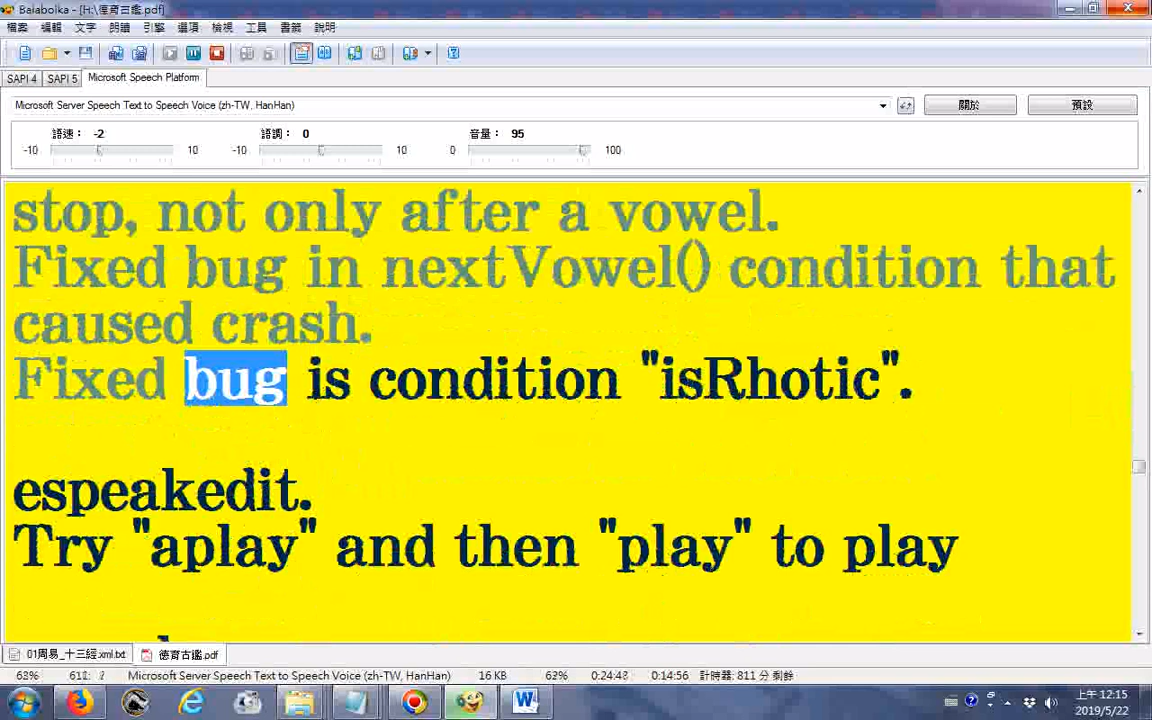 Balabolka - [H:\德育古鑑.pdf]
檔案 編輯 文字 朗讀 引擎 選項 檢視 工具 書籤 說明
SAPI 4 SAPI 5 Microsoft Speech Platform
Microsoft Server Speech Text to Speech Voice (zh-TW, HanHan) 關於 預設
語速： -2 語調： 0 音量： 95
-10 10 -10 10 0 100
stop, not only after a vowel.
Fixed bug in nextVowel() condition that
caused crash.
Fixed bug is condition "isRhotic".
espeakedit.
Try "aplay" and then "play" to play
01周易_十三經.xml.txt 德育古鑑.pdf
Microsoft Server Speech Text to Speech Voice (zh-TW, HanHan) 16 KB 62% 0:24:48 0:14:56 計時器: 811 分 剩餘
上午 12:15
2019/5/22